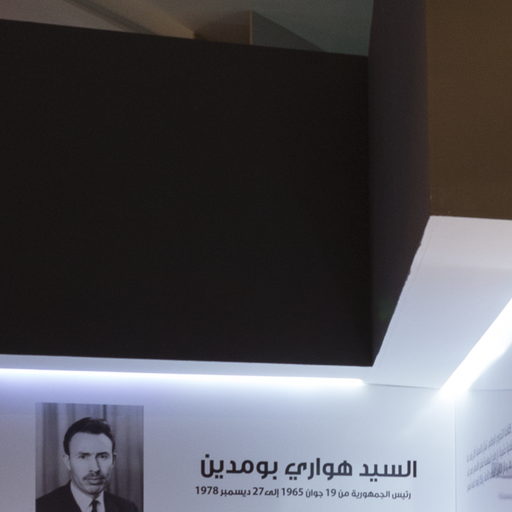 السيد هواري بومدين
رئيس الجمهورية من 19 جوان 1965 إلى 27 ديسمبر 1978